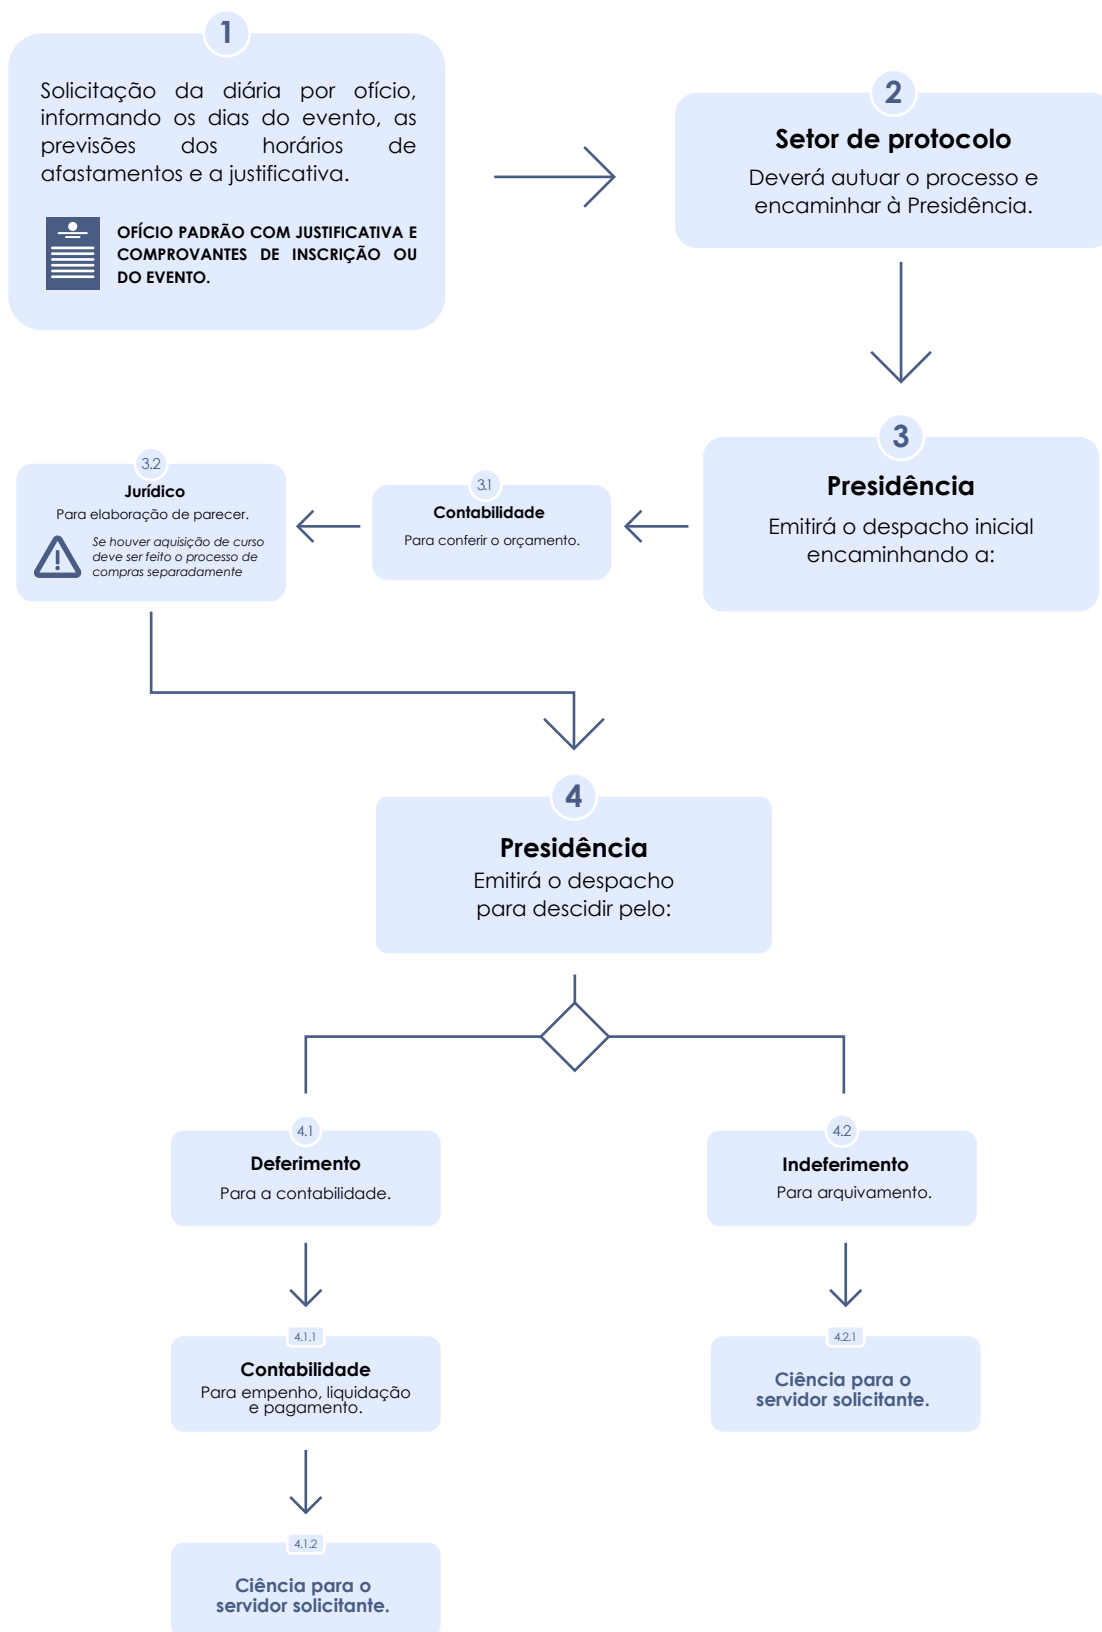 1
Solicitação da diária por ofício,
informando os dias do evento, as
previsões dos horários de
afastamentos e a justificativa.
OFÍCIO PADRÃO COM JUSTIFICATIVA E
COMPROVANTES DE INSCRIÇÃO OU
DO EVENTO.
2
Setor de protocolo
Deverá autuar o processo e
encaminhar à Presidência.
3
Presidência
Emitirá o despacho inicial
encaminhando a:
3.1
Contabilidade
Para conferir o orçamento.
3.2
Jurídico
Para elaboração de parecer.
Se houver aquisição de curso
deve ser feito o processo de
compras separadamente
4
Presidência
Emitirá o despacho
para descidir pelo:
4.1
Deferimento
Para a contabilidade.
4.2
Indeferimento
Para arquivamento.
4.1.1
Contabilidade
Para empenho, liquidação
e pagamento.
4.2.1
Ciência para o
servidor solicitante.
4.1.2
Ciência para o
servidor solicitante.